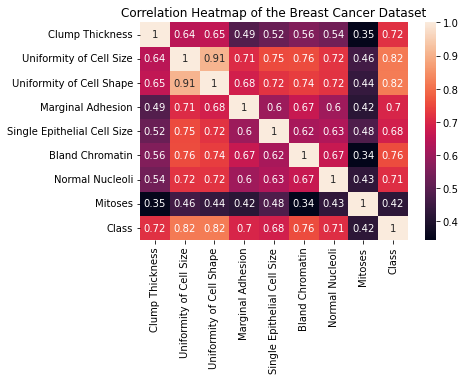 Correlation Heatmap of the Breast Cancer Dataset
Clump Thickness 1 0.64 0.65 0.49 0.52 0.56 0.54 0.35 0.72
Uniformity of Cell Size 0.64 1 0.91 0.71 0.75 0.76 0.72 0.46 0.82
Uniformity of Cell Shape 0.65 0.91 1 0.68 0.72 0.74 0.72 0.44 0.82
Marginal Adhesion 0.49 0.71 0.68 1 0.6 0.67 0.6 0.42 0.7
Single Epithelial Cell Size 0.52 0.75 0.72 0.6 1 0.62 0.63 0.48 0.68
Bland Chromatin 0.56 0.76 0.74 0.67 0.62 1 0.67 0.34 0.76
Normal Nucleoli 0.54 0.72 0.72 0.6 0.63 0.67 1 0.43 0.71
Mitoses 0.35 0.46 0.44 0.42 0.48 0.34 0.43 1 0.42
Class 0.72 0.82 0.82 0.7 0.68 0.76 0.71 0.42 1
Clump Thickness
Uniformity of Cell Size
Uniformity of Cell Shape
Marginal Adhesion
Single Epithelial Cell Size
Bland Chromatin
Normal Nucleoli
Mitoses
Class
1.0
0.9
0.8
0.7
0.6
0.5
0.4